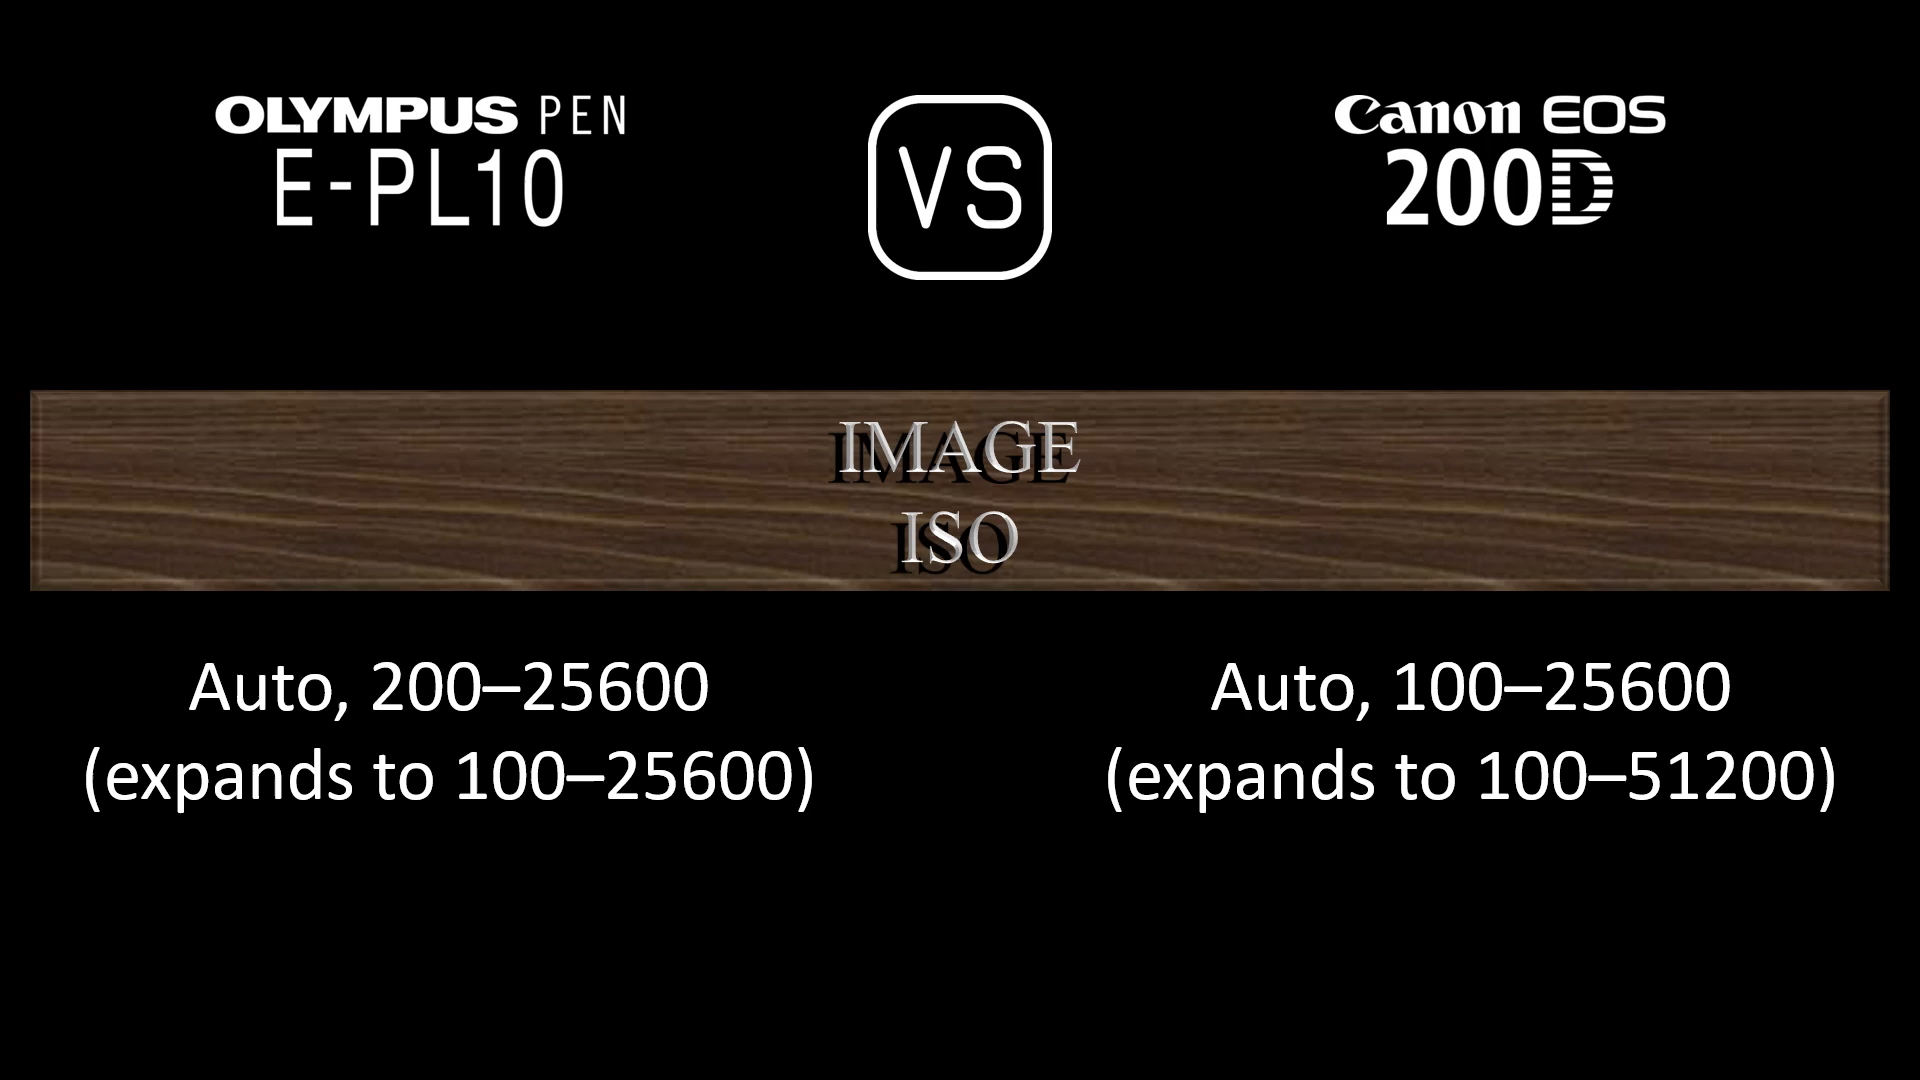 OLYMPUS PEN
E-PL10
VS
Canon EOS
200D
IMAGE
ISO
Auto, 200–25600
(expands to 100–25600)
Auto, 100–25600
(expands to 100–51200)